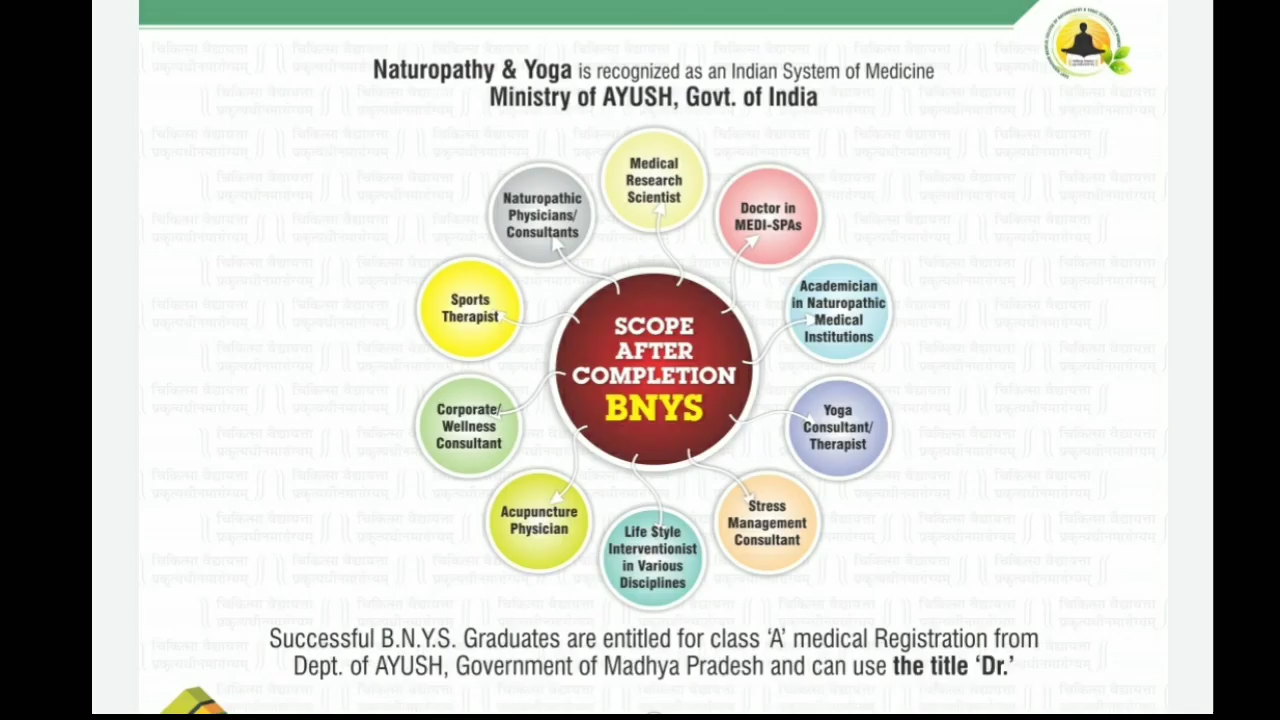 Naturopathy & Yoga is recognized as an Indian System of Medicine
Ministry of AYUSH, Govt. of India
Medical
Research
Scientist
Naturopathic
Physicians/
Consultants
Doctor in
MEDI-SPAs
Sports
Therapist
Academician
in Naturopathic
Medical
Institutions
SCOPE
AFTER
COMPLETION
BNYS
Corporate/
Wellness
Consultant
Yoga
Consultant/
Therapist
Acupuncture
Physician
Stress
Management
Consultant
Life Style
Interventionist
in Various
Disciplines
Successful B.N.Y.S. Graduates are entitled for class ‘A’ medical Registration from
Dept. of AYUSH, Government of Madhya Pradesh and can use the title ‘Dr.’